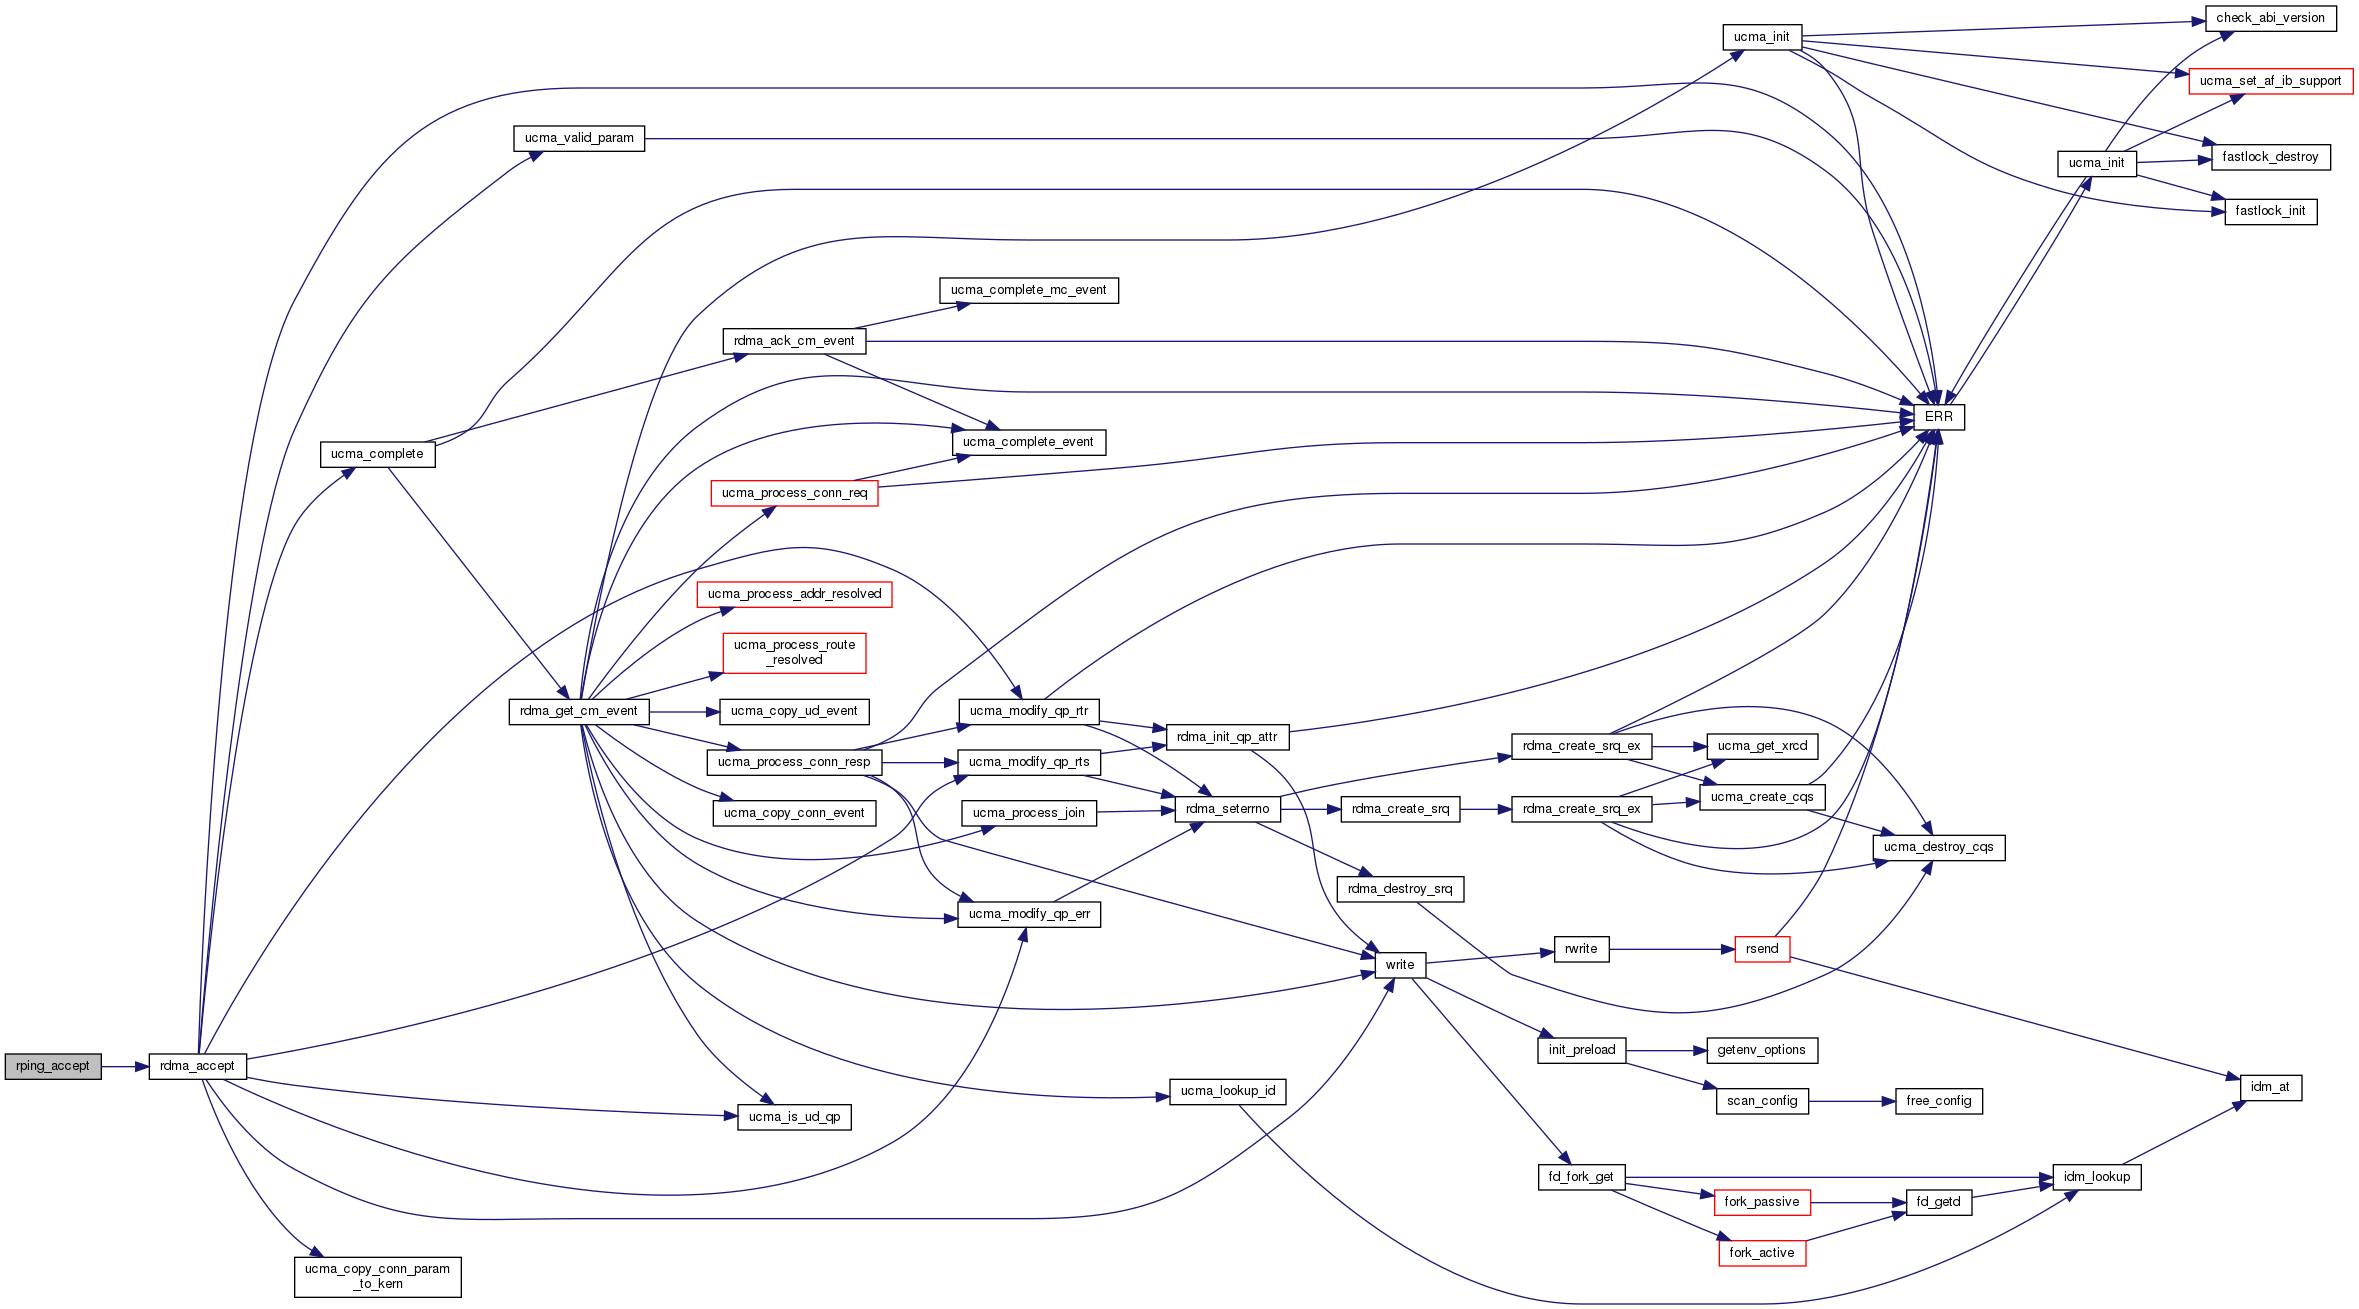 check_abi_version
ucma_init
ucma_set_af_ib_support
ucma_valid_param
fastlock_destroy
ucma_init
fastlock_init
ucma_complete_mc_event
rdma_ack_cm_event
ERR
ucma_complete_event
ucma_complete
ucma_process_conn_req
ucma_process_addr_resolved
ucma_process_route
_resolved
rdma_get_cm_event
ucma_copy_ud_event
ucma_modify_qp_rtr
rdma_init_qp_attr
rdma_create_srq_ex
ucma_get_xrcd
ucma_process_conn_resp
ucma_modify_qp_rts
ucma_create_cqs
ucma_copy_conn_event
ucma_process_join
rdma_seterrno
rdma_create_srq
rdma_create_srq_ex
ucma_destroy_cqs
rdma_destroy_srq
ucma_modify_qp_err
rwrite
rsend
write
init_preload
getenv_options
rping_accept
rdma_accept
ucma_lookup_id
idm_at
scan_config
free_config
ucma_is_ud_qp
fd_fork_get
idm_lookup
fork_passive
fd_getd
fork_active
ucma_copy_conn_param
_to_kern